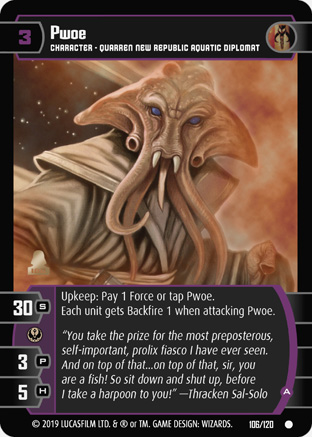 3
Pwoe
CHARACTER • QUARREN NEW REPUBLIC AQUATIC DIPLOMAT
30 S
Upkeep: Pay 1 Force or tap Pwoe.
Each unit gets Backfire 1 when attacking Pwoe.
3 P
5 H
“You take the prize for the most preposterous,
self-important, prolix fiasco I have ever seen.
And on top of that...on top of that, sir, you
are a fish! So sit down and shut up, before
I take a harpoon to you!” —Thracken Sal-Solo
A
© 2019 LUCASFILM LTD. & ® or TM. GAME DESIGN: WIZARDS.
106/120